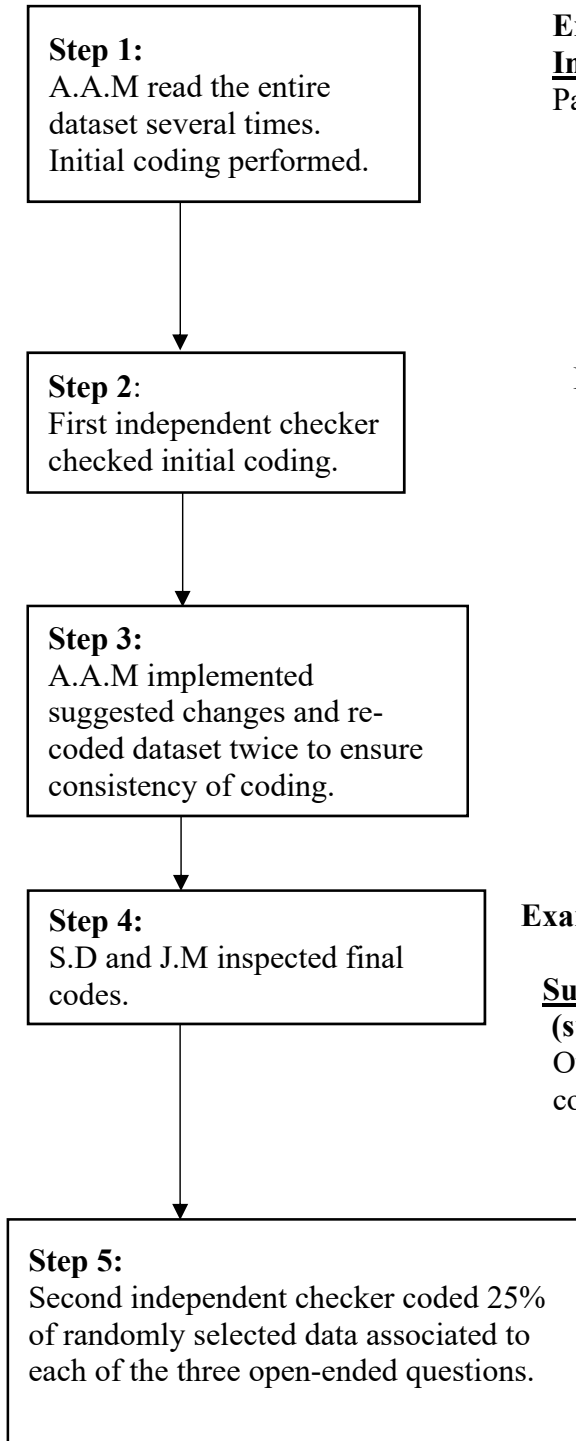 Step 1:
A.A.M read the entire
dataset several times.
Initial coding performed.
Step 2:
First independent checker
checked initial coding.
Step 3:
A.A.M implemented
suggested changes and re-
coded dataset twice to ensure
consistency of coding.
Step 4:
S.D and J.M inspected final
codes.
Step 5:
Second independent checker coded 25%
of randomly selected data associated to
each of the three open-ended questions.